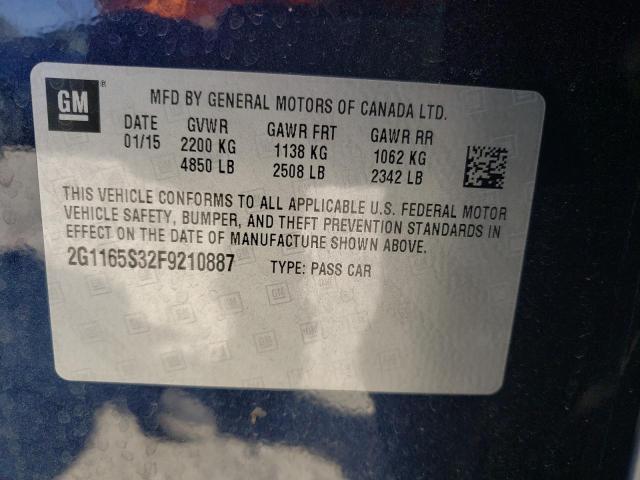 GM® MFD BY GENERAL MOTORS OF CANADA LTD.
DATE GVWR GAWR FRT GAWR RR
01/15 2200 KG 1138 KG 1062 KG
4850 LB 2508 LB 2342 LB
THIS VEHICLE CONFORMS TO ALL APPLICABLE U.S. FEDERAL MOTOR
VEHICLE SAFETY, BUMPER, AND THEFT PREVENTION STANDARDS IN
EFFECT ON THE DATE OF MANUFACTURE SHOWN ABOVE.
2G1165S32F9210887 TYPE: PASS CAR